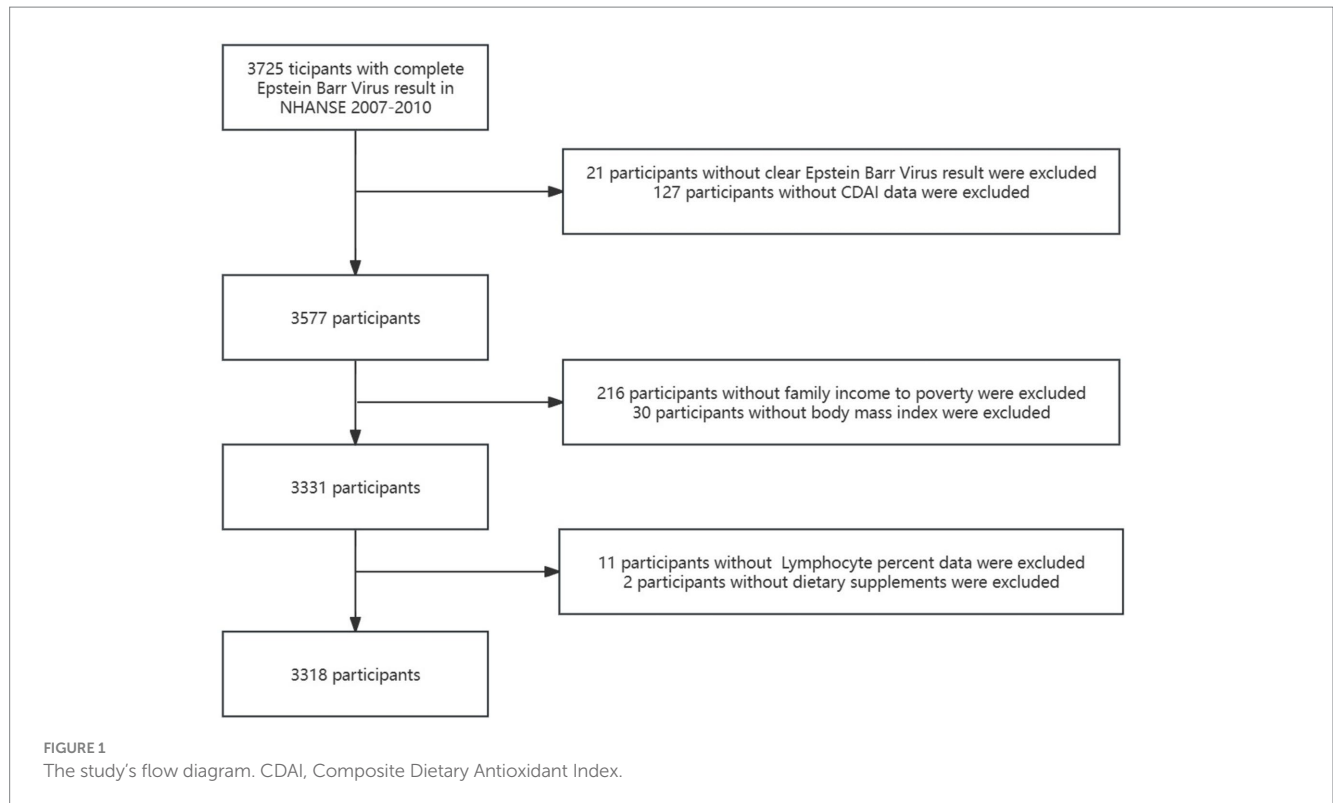 3725 ticipants with complete
Epstein Barr Virus result in
NHANSE 2007-2010
21 participants without clear Epstein Barr Virus result were excluded
127 participants without CDAI data were excluded
3577 participants
216 participants without family income to poverty were excluded
30 participants without body mass index were excluded
3331 participants
11 participants without Lymphocyte percent data were excluded
2 participants without dietary supplements were excluded
3318 participants
FIGURE 1
The study’s flow diagram. CDAI, Composite Dietary Antioxidant Index.